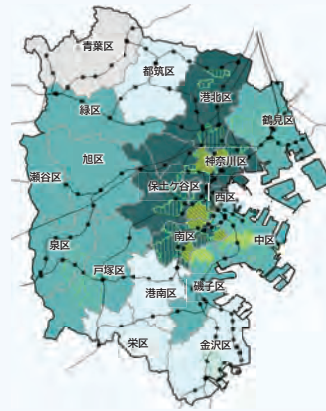 青葉区
都筑区
港北区
緑区
鶴見区
旭区
神奈川区
瀬谷区
保土ケ谷区
西区
泉区
南区
中区
戸塚区
港南区
磯子区
栄区
金沢区